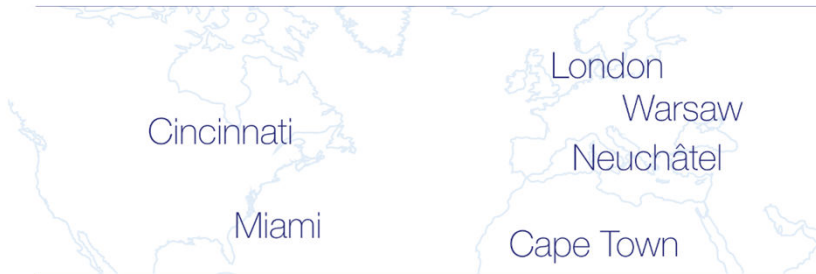 London
Warsaw
Cincinnati
Neuchâtel
Miami
Cape Town